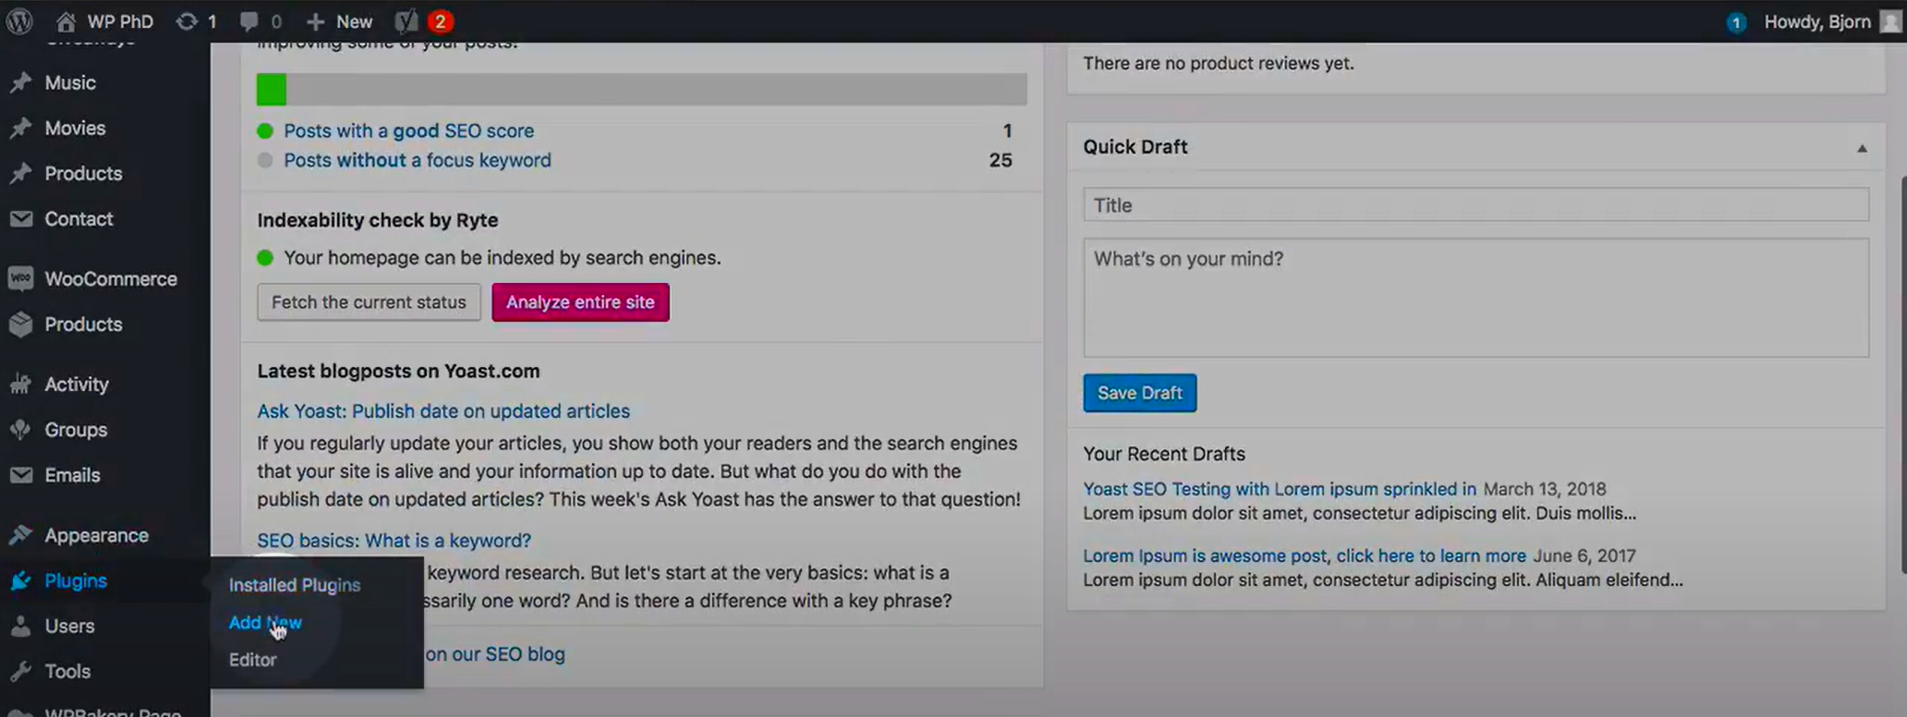 WP PhD 1 0 + New 2
1 Howdy, Bjorn
Giveaways
Music
Movies
Products
Contact
WooCommerce
Products
Activity
Groups
Emails
Appearance
Plugins
Users
Tools
WPBakery Page
Installed Plugins
Add New
Editor
improving some of your posts!
Posts with a good SEO score 1
Posts without a focus keyword 25
Indexability check by Ryte
Your homepage can be indexed by search engines.
Fetch the current status Analyze entire site
Latest blogposts on Yoast.com
Ask Yoast: Publish date on updated articles
If you regularly update your articles, you show both your readers and the search engines
that your site is alive and your information up to date. But what do you do with the
publish date on updated articles? This week's Ask Yoast has the answer to that question!
SEO basics: What is a keyword?
keyword research. But let's start at the very basics: what is a
ssarily one word? And is there a difference with a key phrase?
on our SEO blog
There are no product reviews yet.
Quick Draft
Title
What's on your mind?
Save Draft
Your Recent Drafts
Yoast SEO Testing with Lorem ipsum sprinkled in March 13, 2018
Lorem ipsum dolor sit amet, consectetur adipiscing elit. Duis mollis...
Lorem Ipsum is awesome post, click here to learn more June 6, 2017
Lorem ipsum dolor sit amet, consectetur adipiscing elit. Aliquam eleifend...